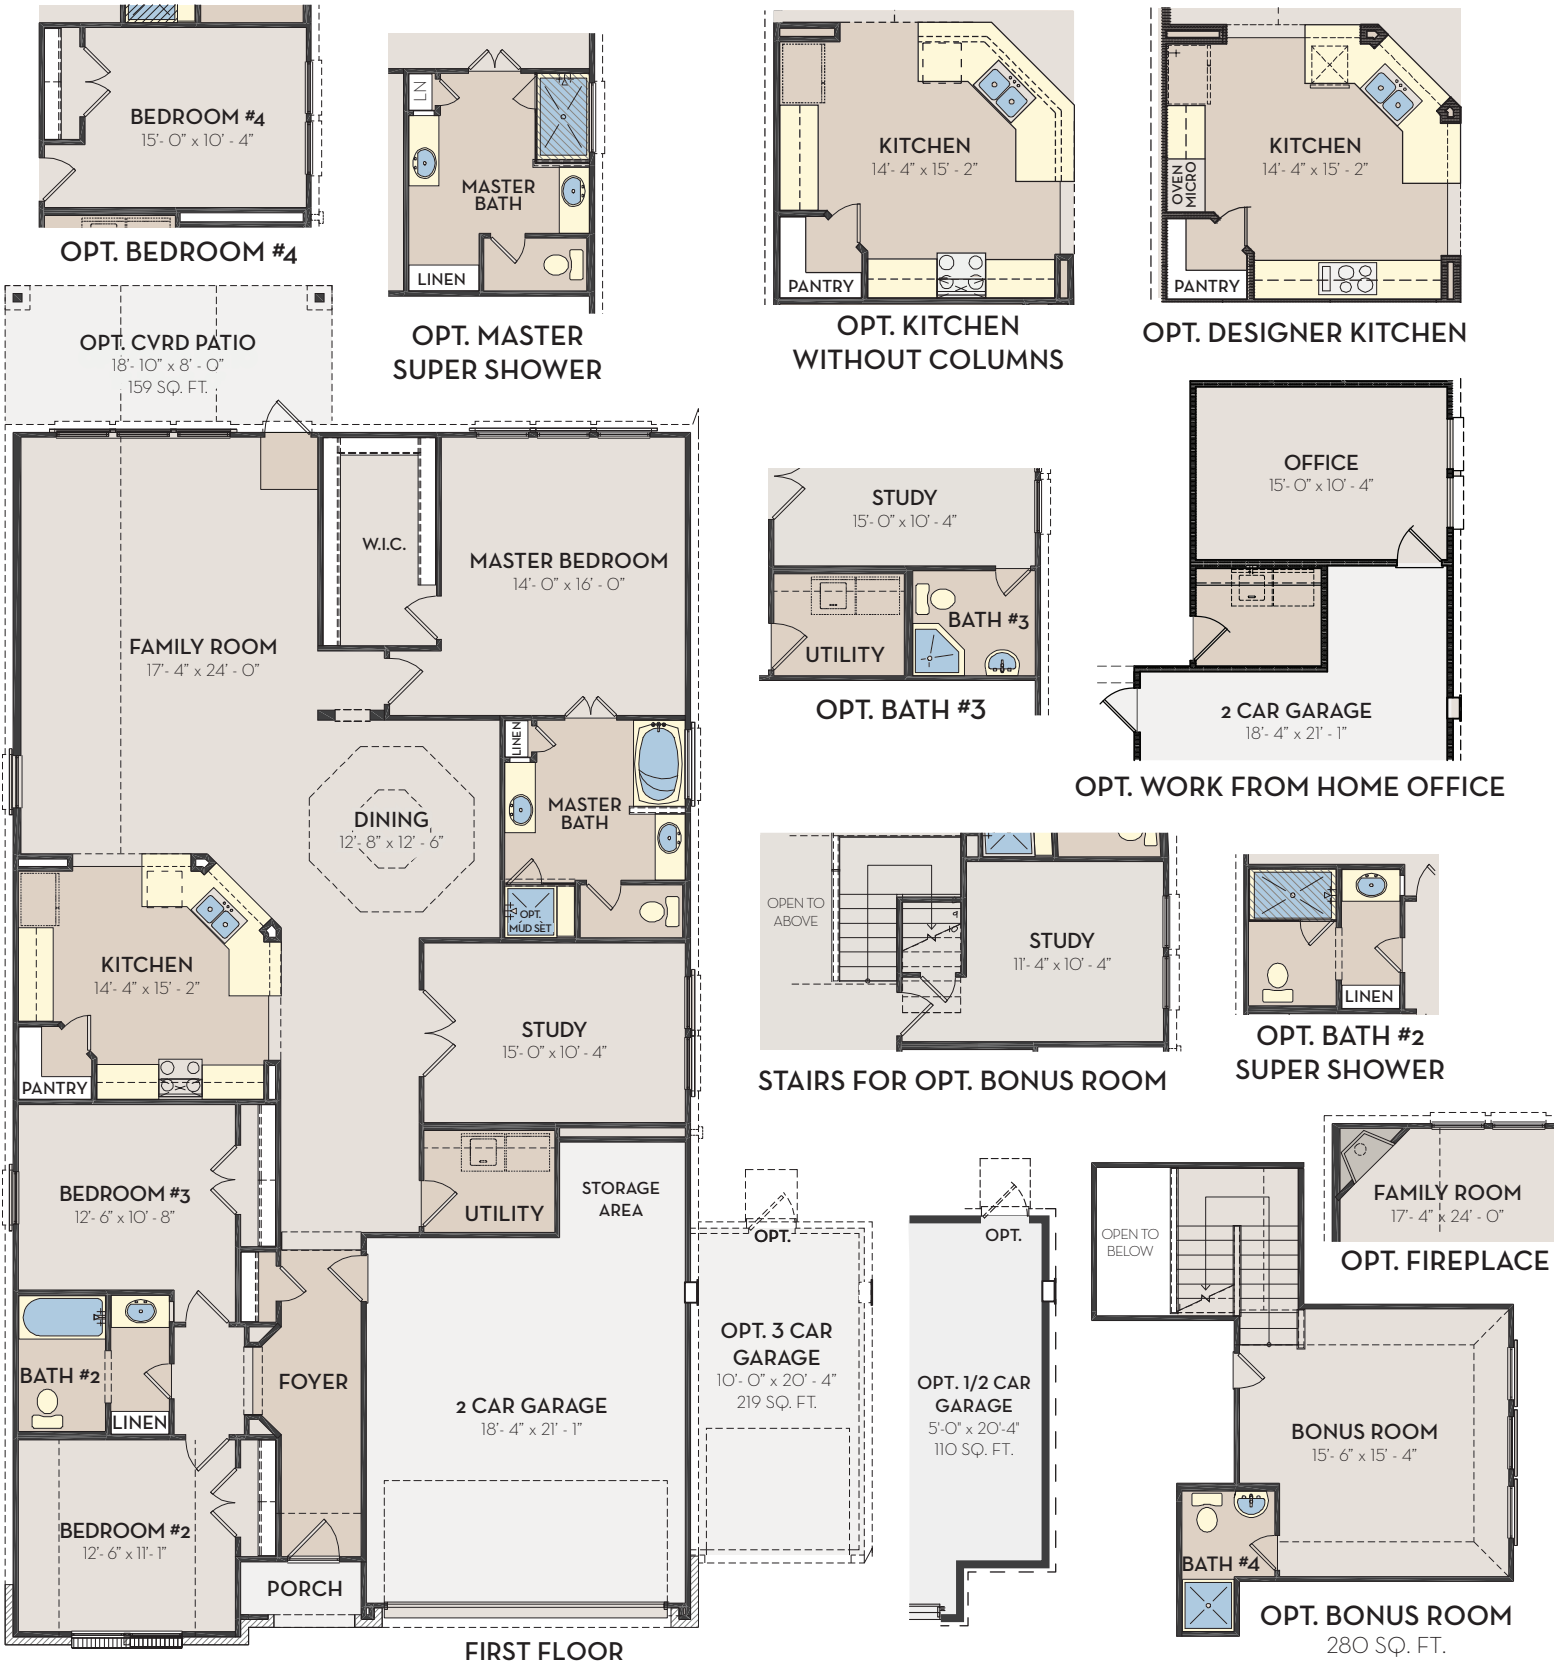 BEDROOM #4
15'- 0" x 10' - 4"
OPT. BEDROOM #4
LIN
MASTER
BATH
LINEN
OPT. MASTER
SUPER SHOWER
KITCHEN
14'- 4" x 15' - 2"
PANTRY
OPT. KITCHEN
WITHOUT COLUMNS
KITCHEN
14'- 4" x 15' - 2"
OVEN
MICRO
PANTRY
OPT. DESIGNER KITCHEN
OPT. CVRD PATIO
18'- 10" x 8' - 0"
159 SQ. FT.
W.I.C.
MASTER BEDROOM
14'- 0" x 16' - 0"
FAMILY ROOM
17'- 4" x 24' - 0"
LINEN
MASTER
BATH
DINING
12'- 8" x 12' - 6"
OPT.
MUD SET
KITCHEN
14'- 4" x 15' - 2"
PANTRY
STUDY
15'- 0" x 10' - 4"
BEDROOM #3
12'- 6" x 10' - 8"
UTILITY
STORAGE
AREA
BATH #2
LINEN
FOYER
2 CAR GARAGE
18'- 4" x 21' - 1"
BEDROOM #2
12'- 6" x 11'- 1"
PORCH
FIRST FLOOR
STUDY
15'- 0" x 10' - 4"
BATH #3
UTILITY
OPT. BATH #3
OFFICE
15'- 0" x 10' - 4"
2 CAR GARAGE
18'- 4" x 21' - 1"
OPT. WORK FROM HOME OFFICE
OPEN TO
ABOVE
STUDY
11'- 4" x 10' - 4"
STAIRS FOR OPT. BONUS ROOM
LINEN
OPT. BATH #2
SUPER SHOWER
OPT.
OPT. 3 CAR
GARAGE
10'- 0" x 20' - 4"
219 SQ. FT.
OPT.
OPT. 1/2 CAR
GARAGE
5'-0" x 20'-4"
110 SQ. FT.
FAMILY ROOM
17'- 4" x 24' - 0"
OPT. FIREPLACE
OPEN TO
BELOW
BONUS ROOM
15'- 6" x 15' - 4"
BATH #4
OPT. BONUS ROOM
280 SQ. FT.